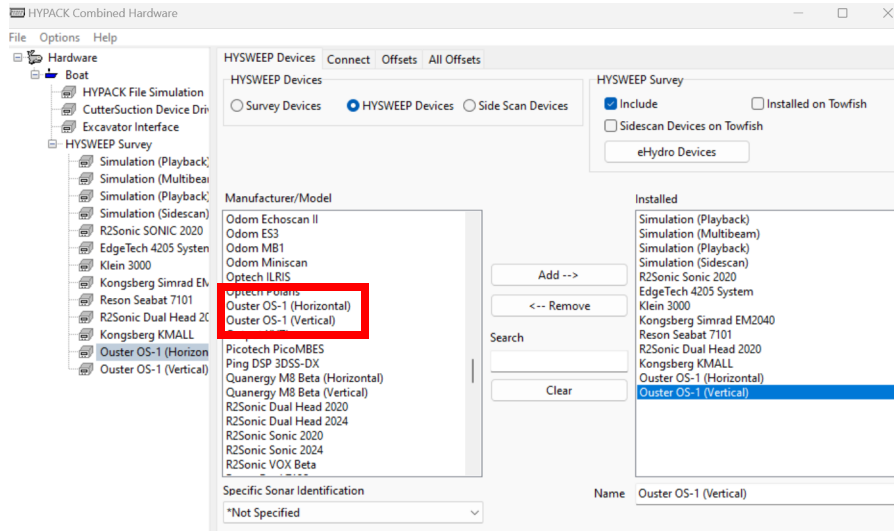 HYPACK Combined Hardware
File Options Help
Hardware
Boat
HYPACK File Simulation
CutterSuction Device Dri
Excavator Interface
HYSWEEP Survey
Simulation (Playback)
Simulation (Multibeam
Simulation (Playback)
Simulation (Sidescan)
R2Sonic SONIC 2020
EdgeTech 4205 System
Klein 3000
Kongsberg Simrad EM
Reson Seabat 7101
R2Sonic Dual Head 20
Kongsberg KMALL
Ouster OS-1 (Horizon
Ouster OS-1 (Vertical)
HYSWEEP Devices Connect Offsets All Offsets
HYSWEEP Devices
Survey Devices HYSWEEP Devices Side Scan Devices
HYSWEEP Survey
Include Installed on Towfish
Sidescan Devices on Towfish
eHydro Devices
Manufacturer/Model
Odom Echoscan II
Odom ES3
Odom MB1
Odom Miniscan
Optech ILRIS
Optech Polaris
Ouster OS-1 (Horizontal)
Ouster OS-1 (Vertical)
Picotech PicoMBES
Ping DSP 3DSS-DX
Quanergy M8 Beta (Horizontal)
Quanergy M8 Beta (Vertical)
R2Sonic Dual Head 2020
R2Sonic Dual Head 2024
R2Sonic Sonic 2020
R2Sonic Sonic 2024
R2Sonic VOX Beta
Add -->
<-- Remove
Search
Clear
Installed
Simulation (Playback)
Simulation (Multibeam)
Simulation (Playback)
Simulation (Sidescan)
R2Sonic Sonic 2020
EdgeTech 4205 System
Klein 3000
Kongsberg Simrad EM2040
Reson Seabat 7101
R2Sonic Dual Head 2020
Kongsberg KMALL
Ouster OS-1 (Horizontal)
Ouster OS-1 (Vertical)
Specific Sonar Identification
*Not Specified
Name Ouster OS-1 (Vertical)